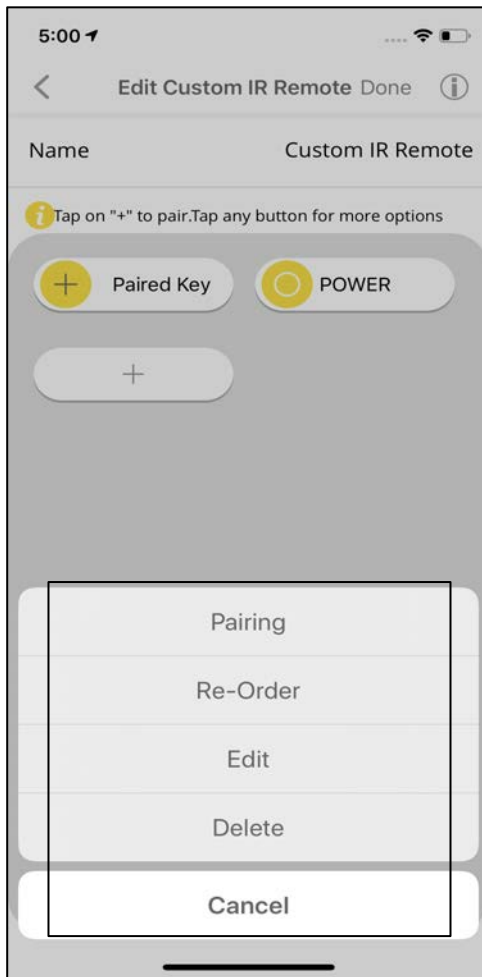 5:00
Edit Custom IR Remote Done
Name Custom IR Remote
Tap on "+" to pair.Tap any button for more options
+ Paired Key POWER
+
Pairing
Re-Order
Edit
Delete
Cancel